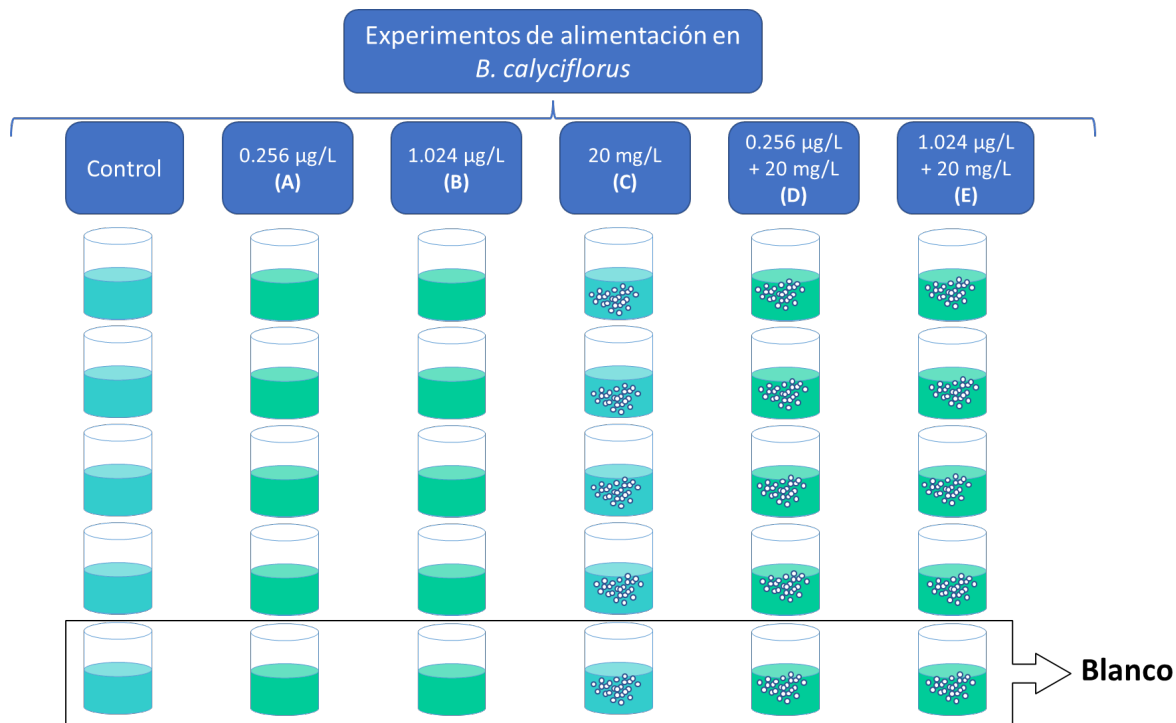 Experimentos de alimentación en
B. calyciflorus
Control
0.256 µg/L
(A)
1.024 µg/L
(B)
20 mg/L
(C)
0.256 µg/L
+ 20 mg/L
(D)
1.024 µg/L
+ 20 mg/L
(E)
Blanco